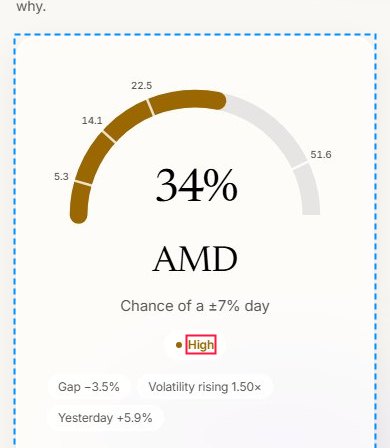 why.
22.5
14.1
5.3
51.6
34%
AMD
Chance of a ±7% day
High
Gap −3.5% Volatility rising 1.50×
Yesterday +5.9%